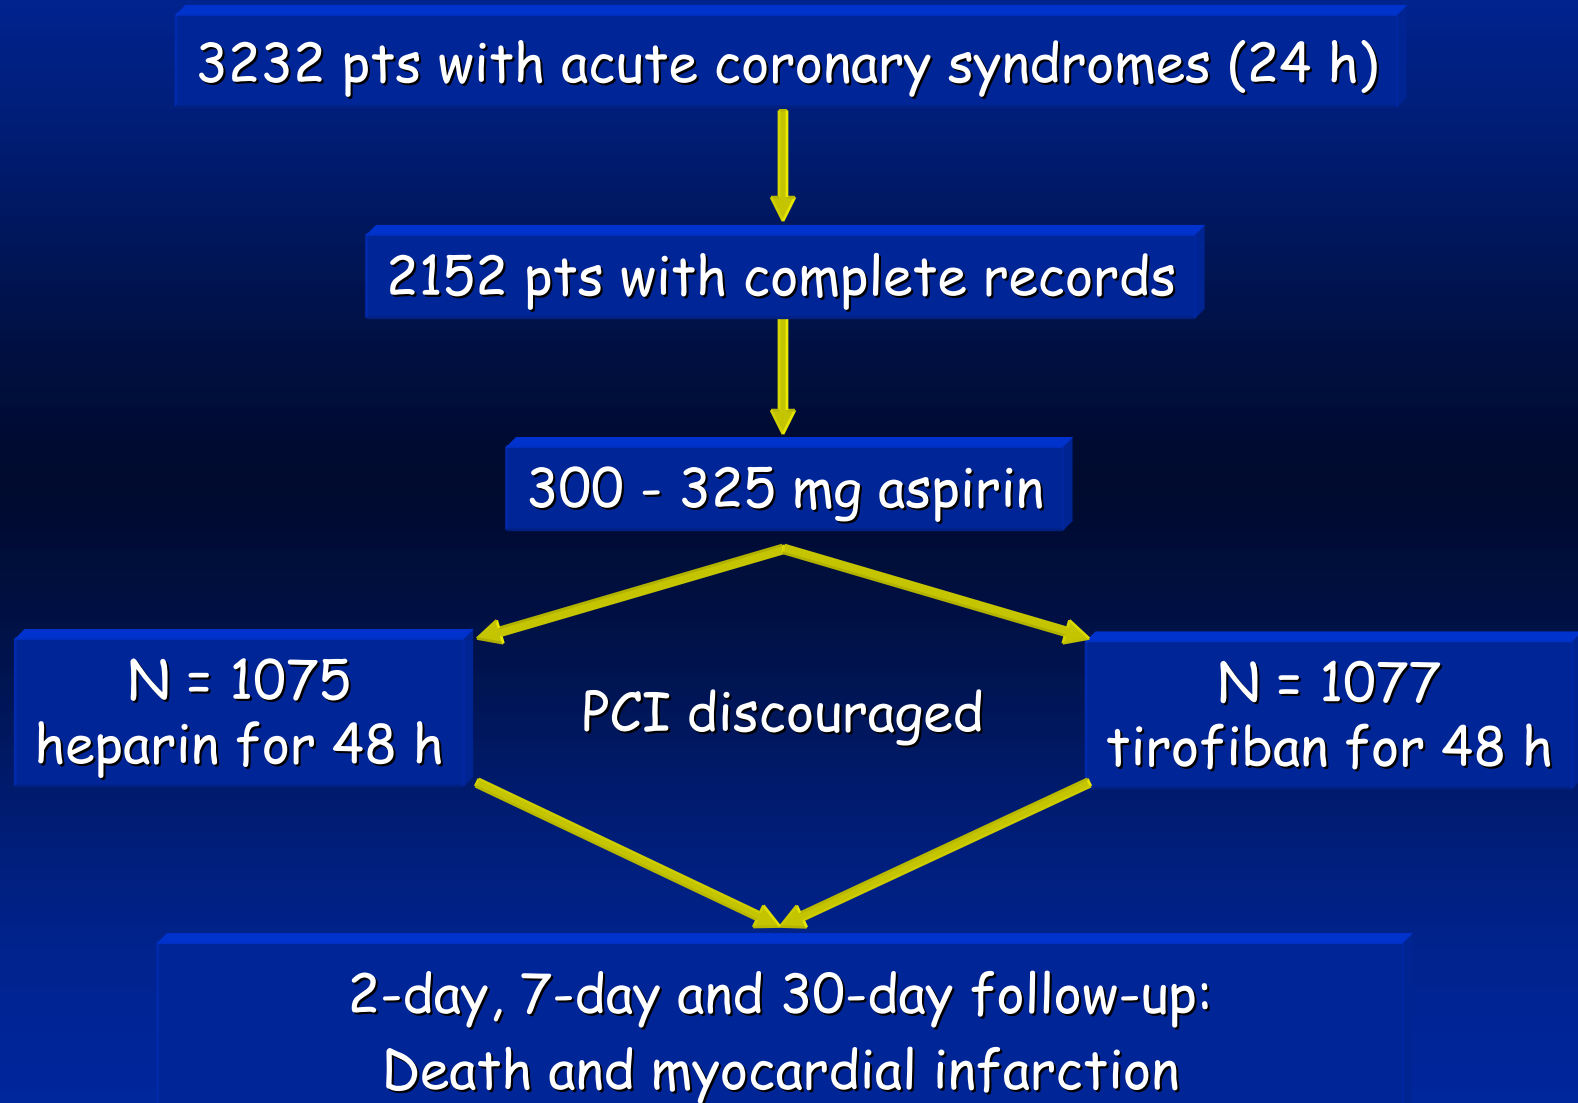 3232 pts with acute coronary syndromes (24 h)
2152 pts with complete records
300 - 325 mg aspirin
N = 1075
heparin for 48 h
PCI discouraged
N = 1077
tirofiban for 48 h
2-day, 7-day and 30-day follow-up:
Death and myocardial infarction